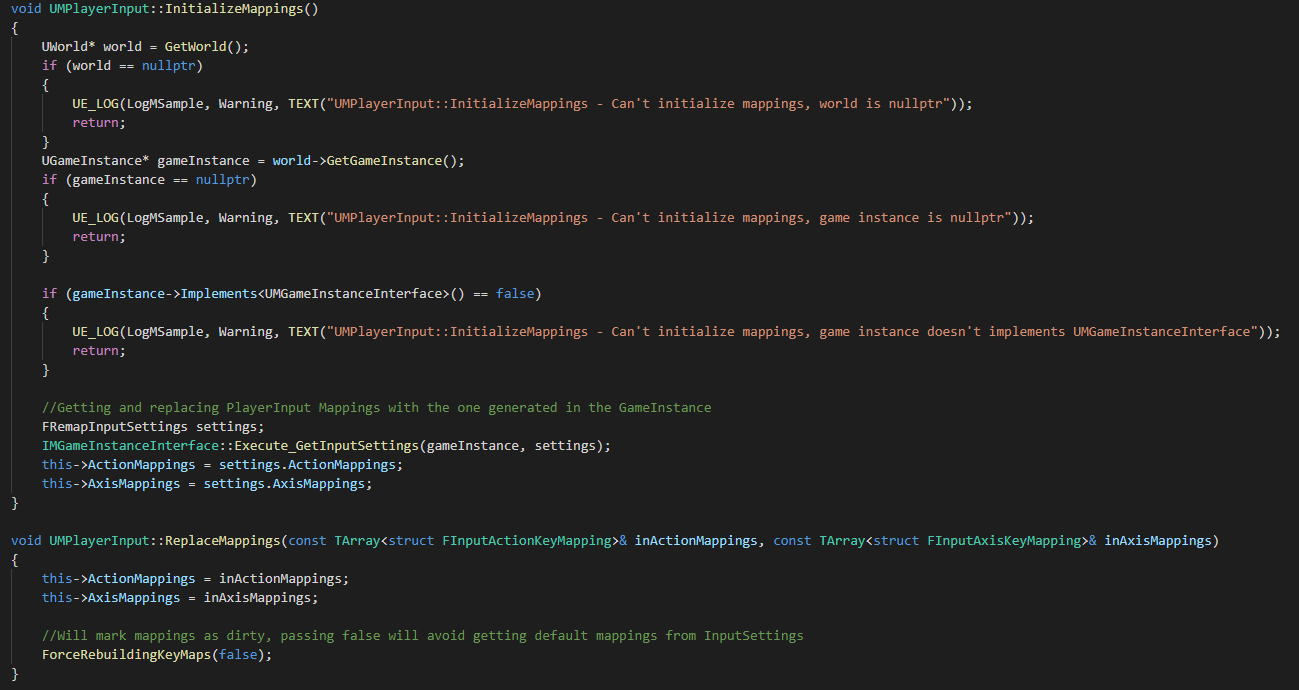 void UMPlayerInput::InitializeMappings()
{
    UWorld* world = GetWorld();
    if (world == nullptr)
    {
        UE_LOG(LogMSample, Warning, TEXT("UMPlayerInput::InitializeMappings - Can't initialize mappings, world is nullptr"));
        return;
    }
    UGameInstance* gameInstance = world->GetGameInstance();
    if (gameInstance == nullptr)
    {
        UE_LOG(LogMSample, Warning, TEXT("UMPlayerInput::InitializeMappings - Can't initialize mappings, game instance is nullptr"));
        return;
    }

    if (gameInstance->Implements<UMGameInstanceInterface>() == false)
    {
        UE_LOG(LogMSample, Warning, TEXT("UMPlayerInput::InitializeMappings - Can't initialize mappings, game instance doesn't implements UMGameInstanceInterface"));
        return;
    }

    //Getting and replacing PlayerInput Mappings with the one generated in the GameInstance
    FRemapInputSettings settings;
    IMGameInstanceInterface::Execute_GetInputSettings(gameInstance, settings);
    this->ActionMappings = settings.ActionMappings;
    this->AxisMappings = settings.AxisMappings;
}

void UMPlayerInput::ReplaceMappings(const TArray<struct FInputActionKeyMapping>& inActionMappings, const TArray<struct FInputAxisKeyMapping>& inAxisMappings)
{
    this->ActionMappings = inActionMappings;
    this->AxisMappings = inAxisMappings;

    //Will mark mappings as dirty, passing false will avoid getting default mappings from InputSettings
    ForceRebuildingKeyMaps(false);
}